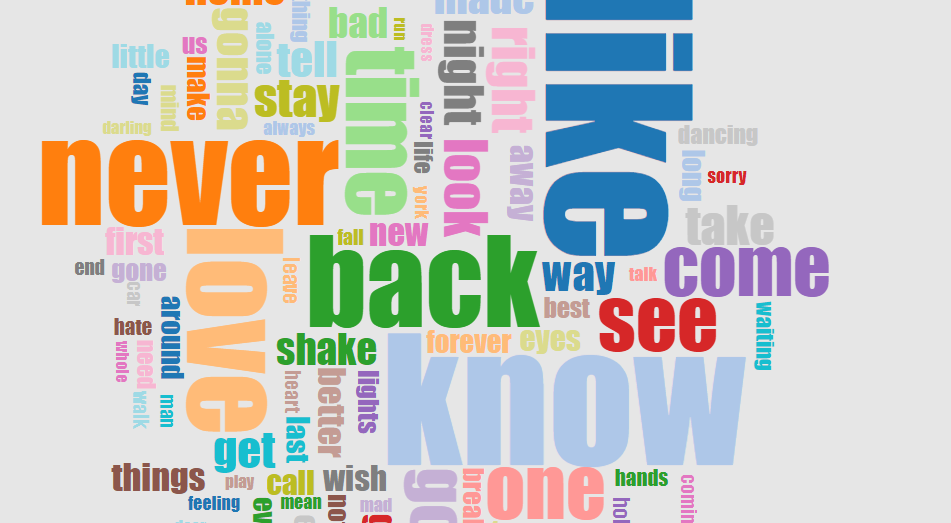 home
thing
made
like
gonna
bad
run
dress
night
right
alone
little
us
tell
time
day
make
mind
stay
clear
darling
always
life
away
dancing
never
look
long
sorry
york
take
first
fall
new
back
love
end
gone
leave
way
talk
come
car
best
see
around
hate
shake
forever
eyes
waiting
whole
need
know
heart
better
lights
walk
man
last
get
things
play
call
wish
one
hands
feeling
mean
mad